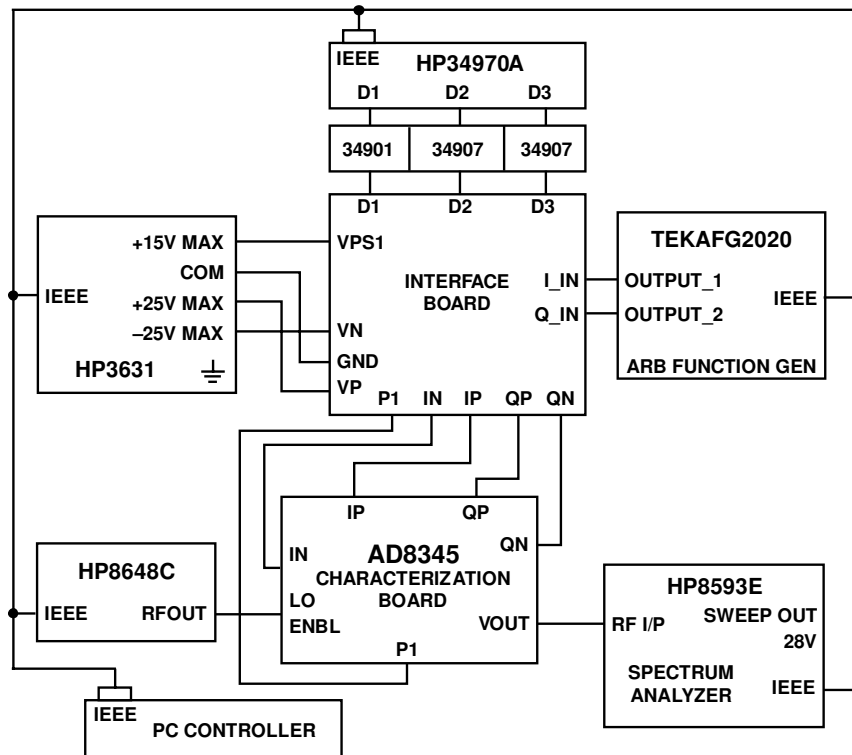 IEEE
HP34970A
D1 D2 D3
34901 34907 34907
D1 D2 D3
+15V MAX
COM
+25V MAX
–25V MAX
IEEE
HP3631
VPS1
VN
GND
VP
INTERFACE
BOARD
I_IN
Q_IN
P1 IN IP QP QN
TEKAFG2020
OUTPUT_1
OUTPUT_2
IEEE
ARB FUNCTION GEN
HP8648C
IEEE RFOUT
IP QP
IN
QN
AD8345
CHARACTERIZATION
BOARD
LO
ENBL
VOUT
P1
HP8593E
RF I/P
SWEEP OUT
28V
SPECTRUM
ANALYZER
IEEE
IEEE
PC CONTROLLER